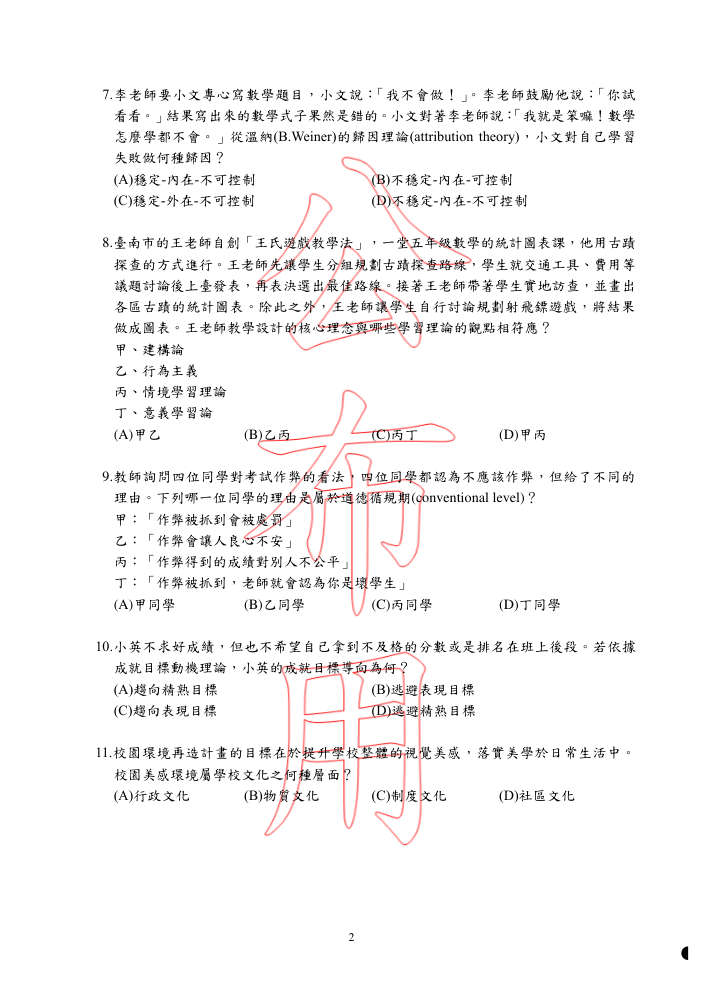 7.李老師要小文專心寫數學題目，小文說：「我不會做！」。李老師鼓勵他說：「你試
看看。」結果寫出來的數學式子果然是錯的。小文對著李老師說：「我就是笨嘛！數學
怎麼學都不會。」從溫納(B.Weiner)的歸因理論(attribution theory)，小文對自己學習
失敗做何種歸因？
(A)穩定-內在-不可控制 (B)不穩定-內在-可控制
(C)穩定-外在-不可控制 (D)不穩定-內在-不可控制
8.臺南市的王老師自創「王氏遊戲教學法」，一堂五年級數學的統計圖表課，他用古蹟
探查的方式進行。王老師先讓學生分組規劃古蹟探查路線，學生就交通工具、費用等
議題討論後上臺發表，再表決選出最佳路線。接著王老師帶著學生實地訪查，並畫出
各區古蹟的統計圖表。除此之外，王老師讓學生自行討論規劃射飛鏢遊戲，將結果
做成圖表。王老師教學設計的核心理念與哪些學習理論的觀點相符應？
甲、建構論
乙、行為主義
丙、情境學習理論
丁、意義學習論
(A)甲乙 (B)乙丙 (C)丙丁 (D)甲丙
9.教師詢問四位同學對考試作弊的看法，四位同學都認為不應該作弊，但給了不同的
理由。下列哪一位同學的理由是屬於道德循規期(conventional level)？
甲：「作弊被抓到會被處罰」
乙：「作弊會讓人良心不安」
丙：「作弊得到的成績對別人不公平」
丁：「作弊被抓到，老師就會認為你是壞學生」
(A)甲同學 (B)乙同學 (C)丙同學 (D)丁同學
10.小英不求好成績，但也不希望自己拿到不及格的分數或是排名在班上後段。若依據
成就目標動機理論，小英的成就目標導向為何？
(A)趨向精熟目標 (B)逃避表現目標
(C)趨向表現目標 (D)逃避精熟目標
11.校園環境再造計畫的目標在於提升學校整體的視覺美感，落實美學於日常生活中。
校園美感環境屬學校文化之何種層面？
(A)行政文化 (B)物質文化 (C)制度文化 (D)社區文化
公布用
2